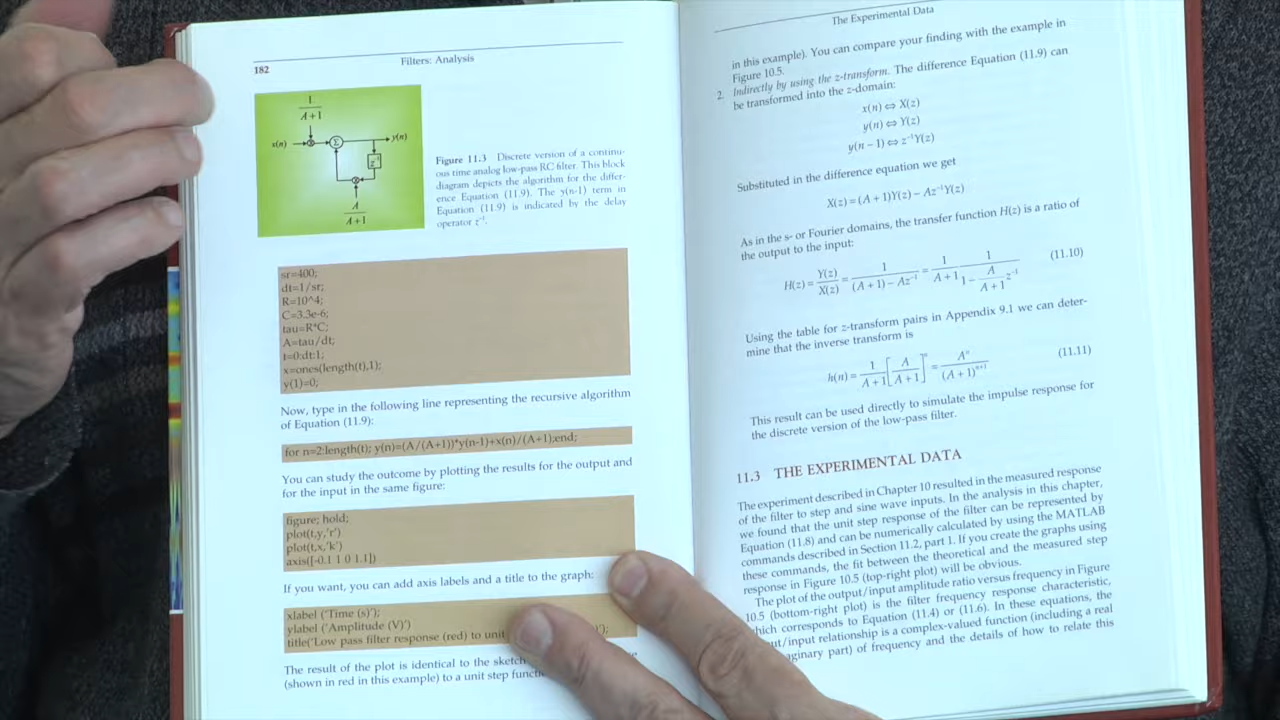 182
Filters: Analysis
1
A+1
x(n)
Σ
y(n)
z⁻¹
A
A+1
Figure 11.3 Discrete version of a continu-
ous time analog low-pass RC filter. This block
diagram depicts the algorithm for the differ-
ence Equation (11.9). The y(n-1) term in
Equation (11.9) is indicated by the delay
operator z⁻¹.
sr=400;
dt=1/sr;
R=10^4;
C=3.3e-6;
tau=R*C;
A=tau/dt;
t=0:dt:1;
x=ones(length(t),1);
y(1)=0;
Now, type in the following line representing the recursive algorithm
of Equation (11.9):
for n=2:length(t); y(n)=(A/(A+1))*y(n-1)+x(n)/(A+1);end;
You can study the outcome by plotting the results for the output and
for the input in the same figure:
figure; hold;
plot(t,y,'r')
plot(t,x,'k')
axis([-0.1 1 0 1.1])
If you want, you can add axis labels and a title to the graph:
xlabel ('Time (s)');
ylabel ('Amplitude (V)')
title('Low pass filter response (red) to unit ');
The result of the plot is identical to the sketch
(shown in red in this example) to a unit step
The Experimental Data
in this example). You can compare your finding with the example in
Figure 10.5.
2. Indirectly by using the z-transform. The difference Equation (11.9) can
be transformed into the z-domain:
x(n) ⇔ X(z)
y(n) ⇔ Y(z)
y(n − 1) ⇔ z⁻¹Y(z)
Substituted in the difference equation we get
X(z) = (A + 1)Y(z) − Az⁻¹Y(z)
As in the s- or Fourier domains, the transfer function H(z) is a ratio of
the output to the input:
H(z) = Y(z)/X(z) = 1/((A + 1) − Az⁻¹) = 1/(A + 1) 1/(1 − A/(A + 1) z⁻¹) (11.10)
Using the table for z-transform pairs in Appendix 9.1 we can deter-
mine that the inverse transform is
h(n) = 1/(A + 1) [A/(A + 1)]ⁿ = Aⁿ/(A + 1)ⁿ⁺¹ (11.11)
This result can be used directly to simulate the impulse response for
the discrete version of the low-pass filter.
11.3 THE EXPERIMENTAL DATA
The experiment described in Chapter 10 resulted in the measured response
of the filter to step and sine wave inputs. In the analysis in this chapter,
we found that the unit step response of the filter can be represented by
Equation (11.8) and can be numerically calculated by using the MATLAB
commands described in Section 11.2, part 1. If you create the graphs using
these commands, the fit between the theoretical and the measured step
response in Figure 10.5 (top-right plot) will be obvious.
The plot of the output/input amplitude ratio versus frequency in Figure
10.5 (bottom-right plot) is the filter frequency response characteristic,
which corresponds to Equation (11.4) or (11.6). In these equations, the
ut/input relationship is a complex-valued function (including a real
aginary part) of frequency and the details of how to relate this